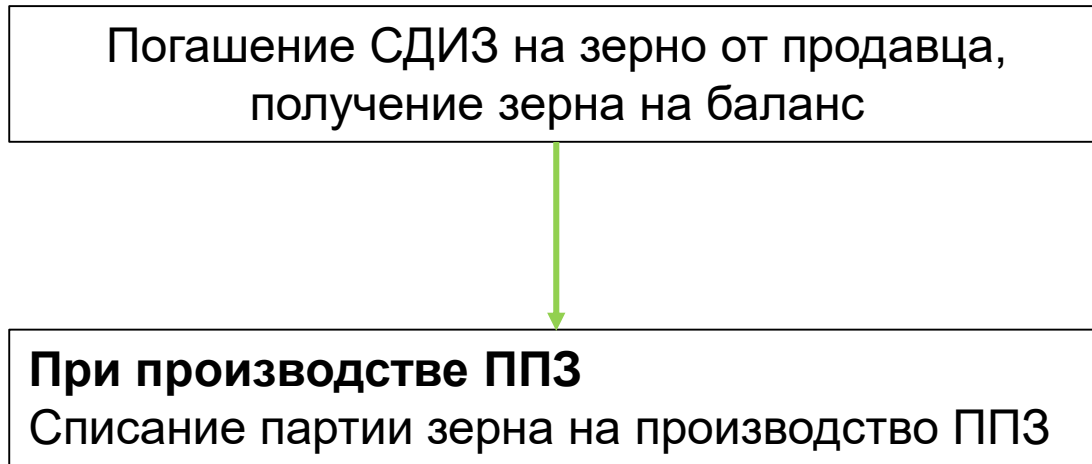 Погашение СДИЗ на зерно от продавца,
получение зерна на баланс
При производстве ППЗ
Списание партии зерна на производство ППЗ